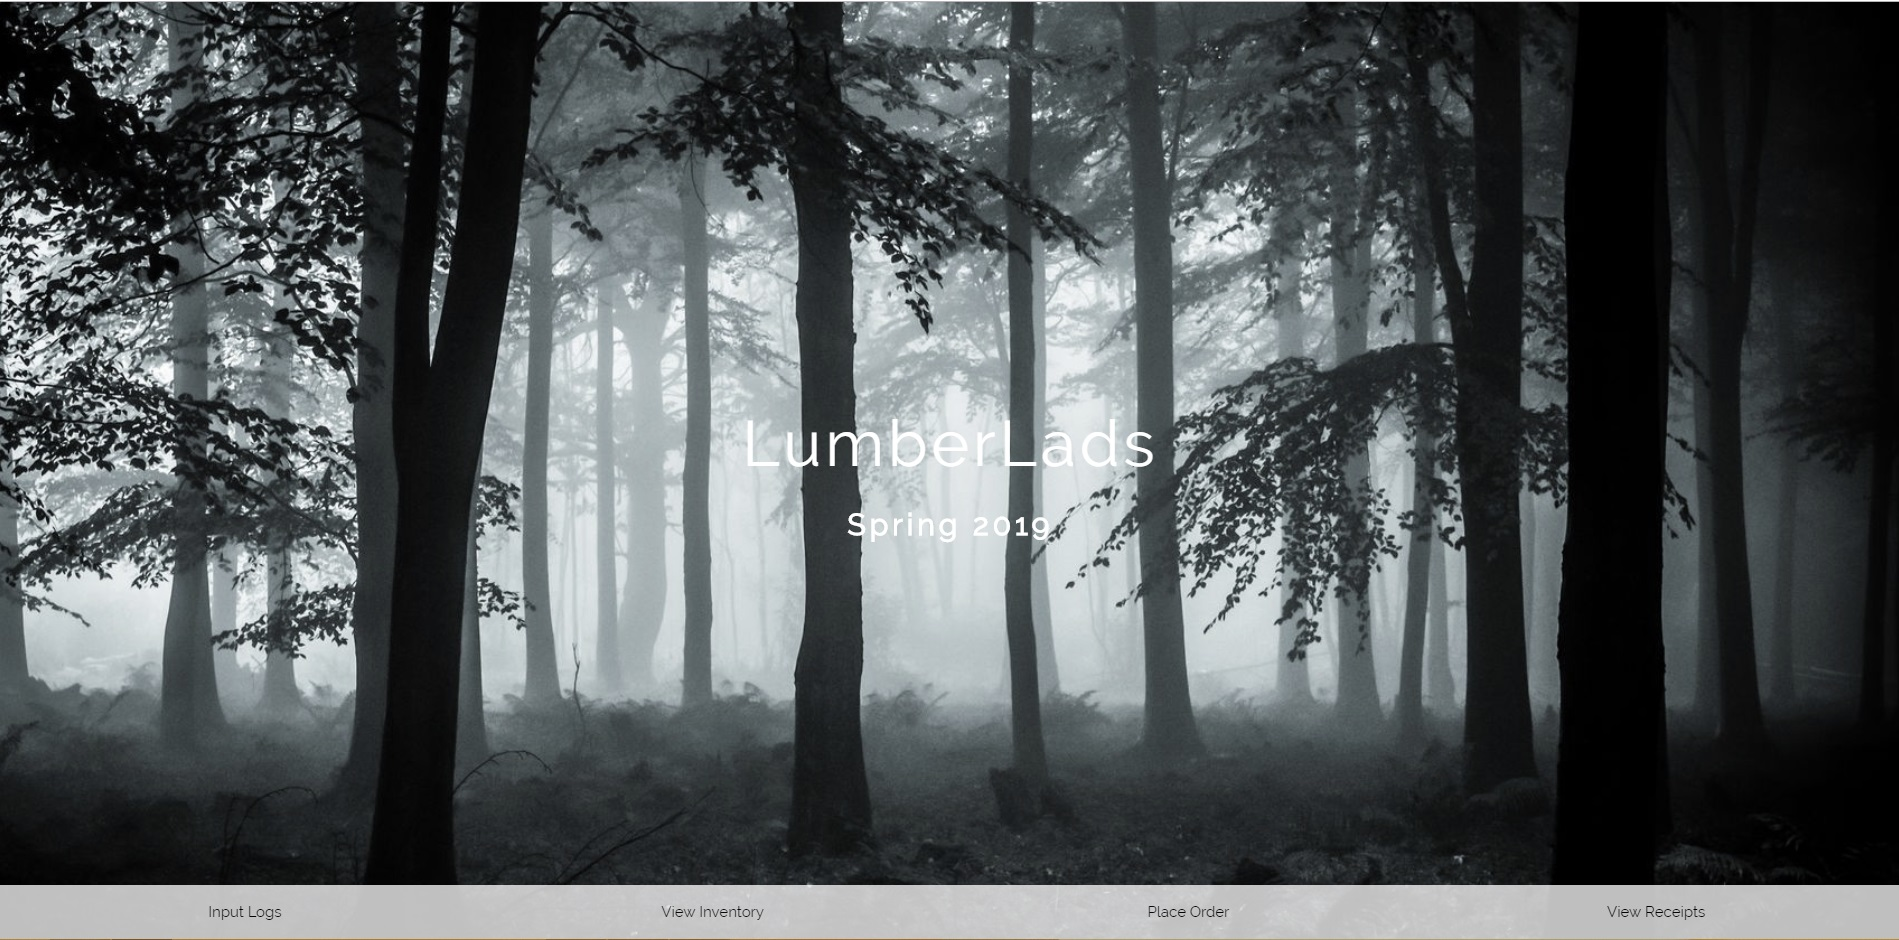 LumberLads
Spring 2019
Input Logs
View Inventory
Place Order
View Receipts